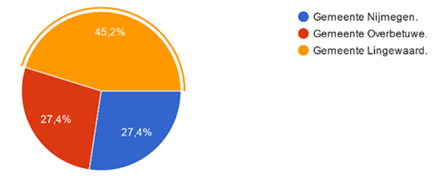 45,2%
27,4%
27,4%
Gemeente Nijmegen.
Gemeente Overbetuwe.
Gemeente Lingewaard.